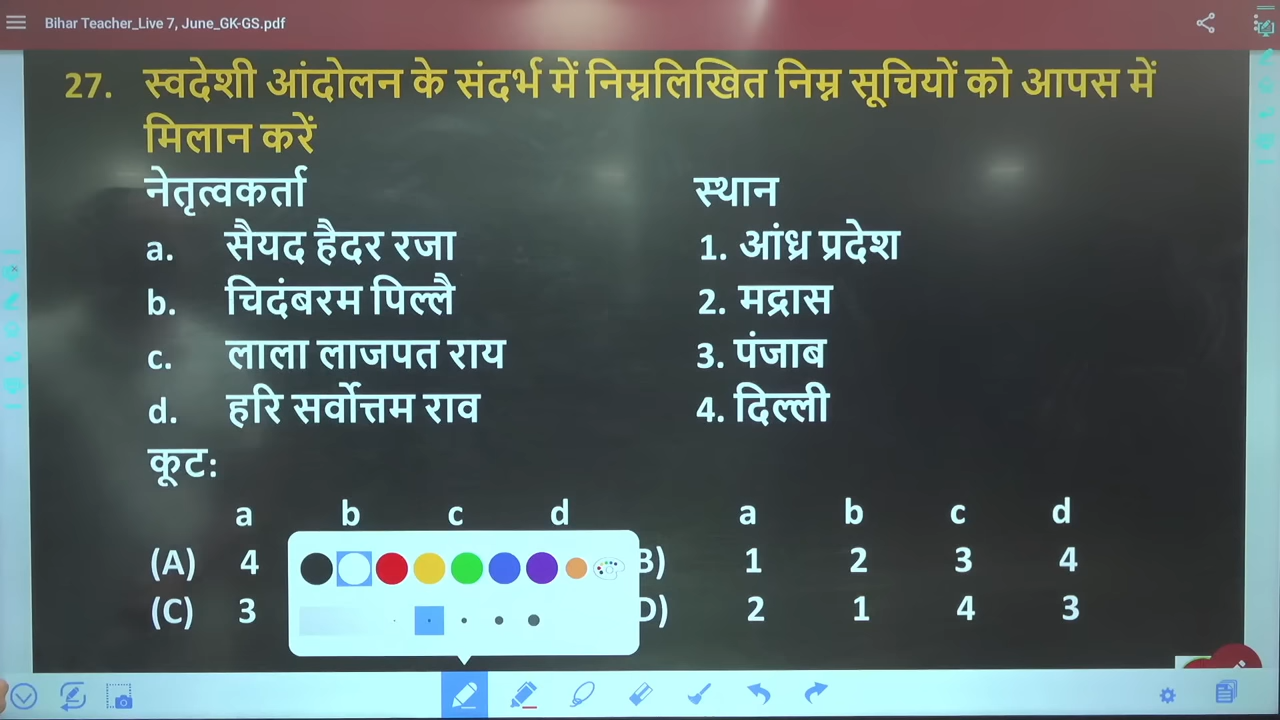 Bihar Teacher_Live 7, June_GK-GS.pdf
27. स्वदेशी आंदोलन के संदर्भ में निम्नलिखित निम्न सूचियों को आपस में
मिलान करें
नेतृत्वकर्ता स्थान
a. सैयद हैदर रजा 1. आंध्र प्रदेश
b. चिदंबरम पिल्लै 2. मद्रास
c. लाला लाजपत राय 3. पंजाब
d. हरि सर्वोत्तम राव 4. दिल्ली
कूट:
a b c d a b c d
(A) 4 B) 1 2 3 4
(C) 3 D) 2 1 4 3